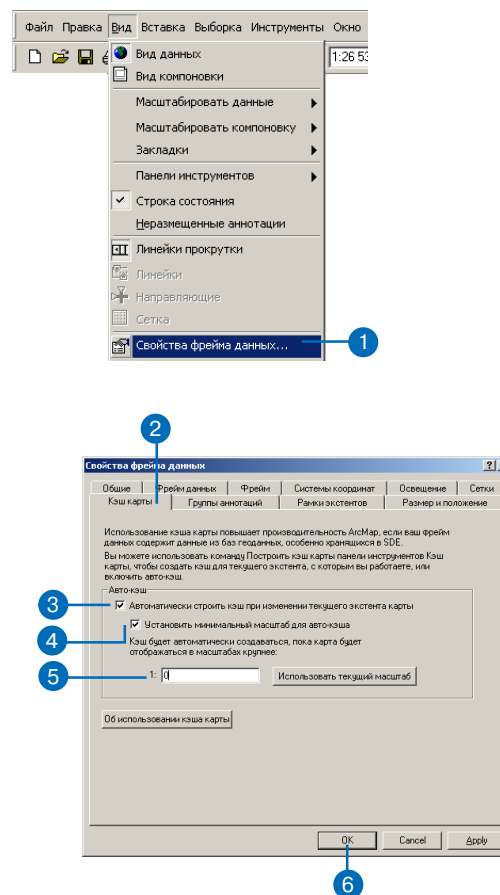 Файл Правка Вид Вставка Выборка Инструменты Окно
1:26 53
Вид данных
Вид компоновки
Масштабировать данные
Масштабировать компоновку
Закладки
Панели инструментов
Строка состояния
Неразмещенные аннотации
Линейки прокрутки
Линейки
Направляющие
Сетка
Свойства фрейма данных...
1
2
Свойства фрейма данных
Общие Фрейм данных Фрейм Системы координат Освещение Сетки
Кэш карты Группы аннотаций Рамки экстентов Размер и положение
Использование кэша карты повышает производительность ArcMap, если ваш фрейм
данных содержит данные из баз геоданных, особенно хранящихся в SDE.
Вы можете использовать команду Построить кэш карты панели инструментов Кэш
карты, чтобы создать кэш для текущего экстента, с которым вы работаете, или
включить авто-кэш.
Авто-кэш
3
Автоматически строить кэш при изменении текущего экстента карты
4
Установить минимальный масштаб для авто-кэша
Кэш будет автоматически создаваться, пока карта будет
отображаться в масштабах крупнее:
5
1: 0 Использовать текущий масштаб
Об использовании кэша карты
OK Cancel Apply
6